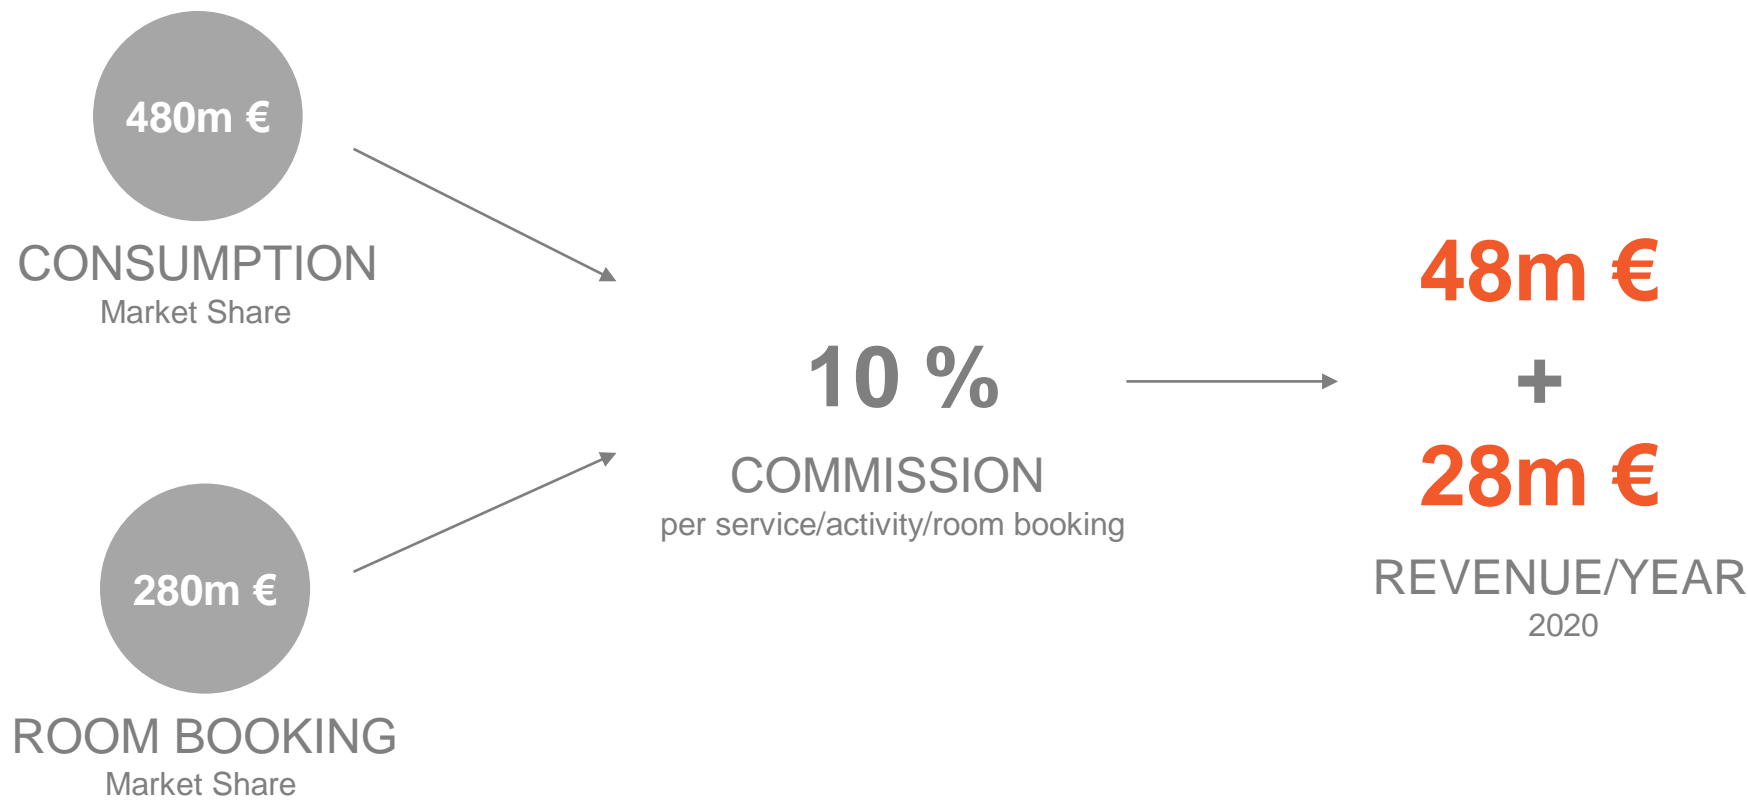 480m €
CONSUMPTION
Market Share
280m €
ROOM BOOKING
Market Share
10 %
COMMISSION
per service/activity/room booking
48m €
+
28m €
REVENUE/YEAR
2020